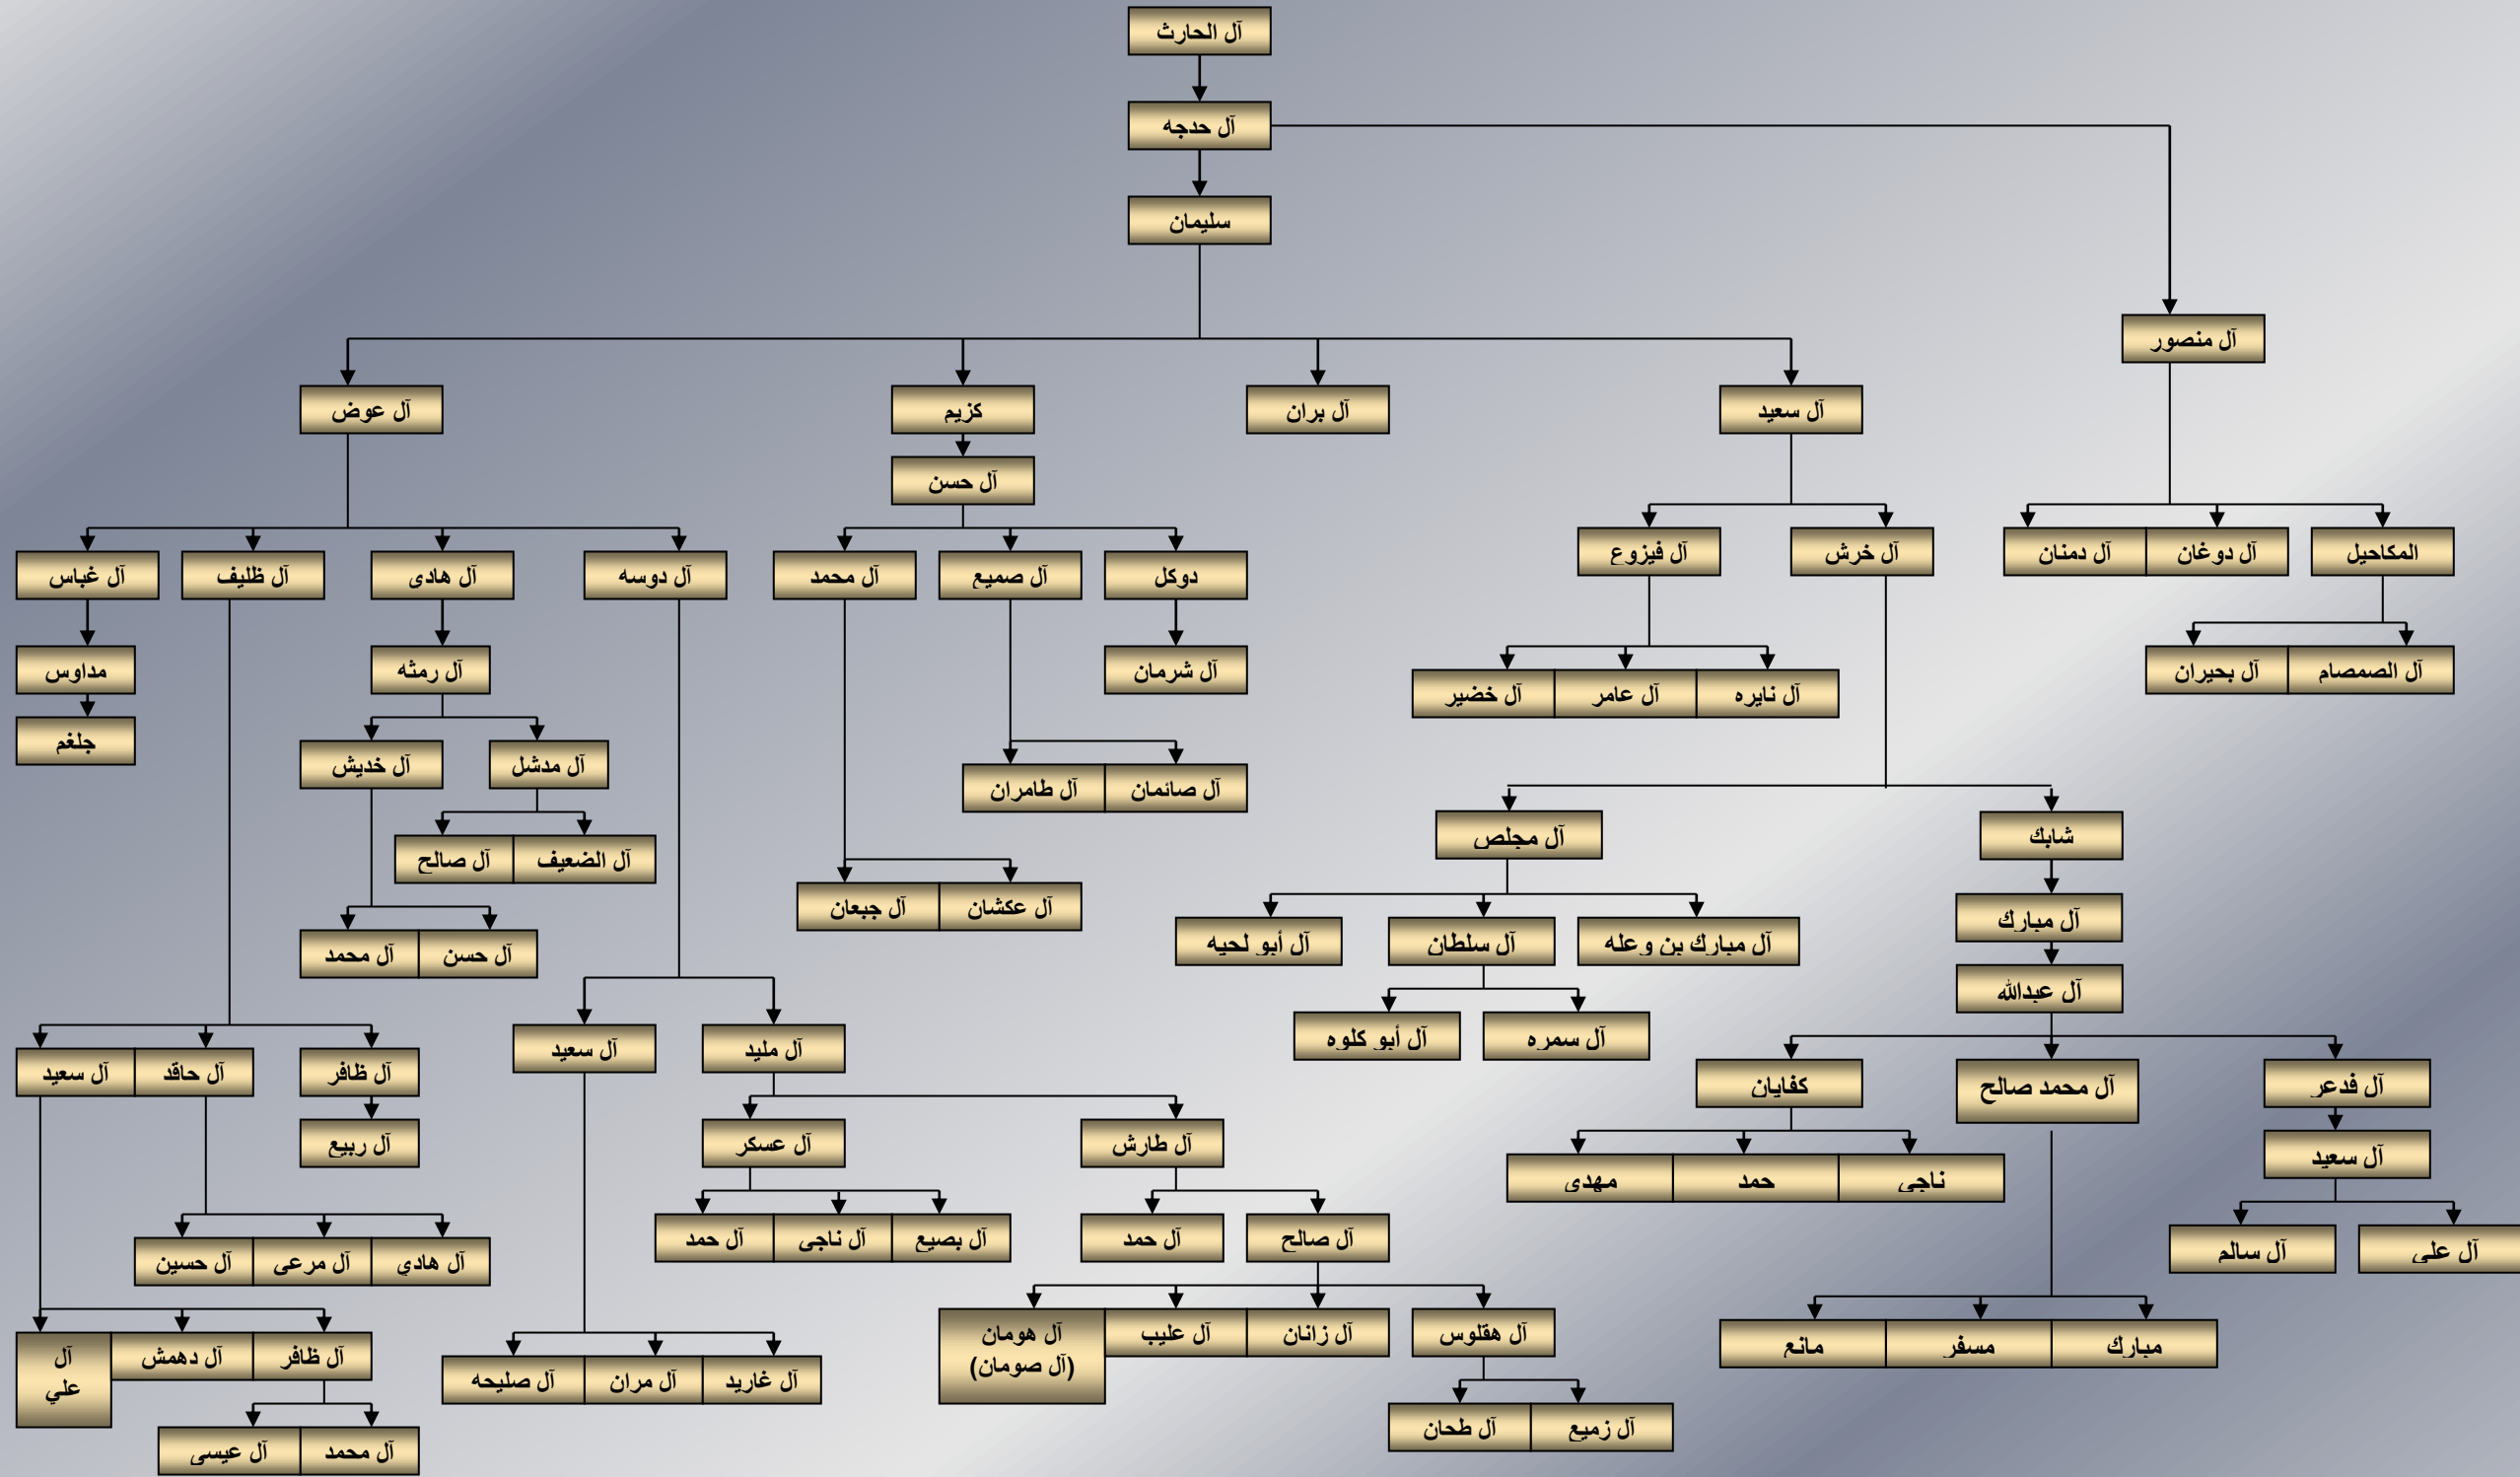 آل الحارث
آل حدجه
سليمان
آل منصور
آل سعيد
آل بران
كزيم
آل عوض
آل حسن
المكاحيل
آل دوغان
آل دمنان
آل خرش
آل فيزوع
دوكل
آل صميع
آل محمد
آل دوسه
آل هادى
آل ظليف
آل غباس
آل الصمصام
آل بحيران
آل نايره
آل عامر
آل خضير
آل شرمان
آل رمثه
مداوس
جلغم
آل مدشل
آل خديش
آل صائمان
آل طامران
شابك
آل مجلص
آل الضعيف
آل صالح
آل مبارك
آل مبارك بن وعله
آل سلطان
آل أبو لحيه
آل عكشان
آل جبعان
آل حسن
آل محمد
آل عبدالله
آل سمره
آل أبو كلوه
آل مليد
آل سعيد
آل فدعر
آل محمد صالح
كفايان
آل ظافر
آل حاقد
آل سعيد
آل سعيد
آل طارش
آل عسكر
آل ربيع
ناجى
حمد
مهدى
آل على
آل سالم
آل صالح
آل حمد
آل بصيع
آل ناجى
آل حمد
آل هادي
آل مرعى
آل حسين
مبارك
مسفر
مانع
آل هقلوس
آل زانان
آل عليب
آل هومان
(آل صومان)
آل غاريد
آل مران
آل صليحه
آل ظافر
آل دهمش
آل
علي
آل زميع
آل طحان
آل محمد
آل عيسى